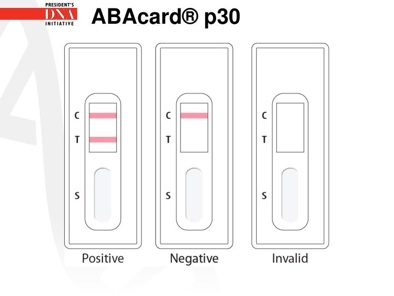 PRESIDENT'S
DNA
INITIATIVE
ABAcard® p30
C
T
S
C
T
S
C
T
S
Positive
Negative
Invalid